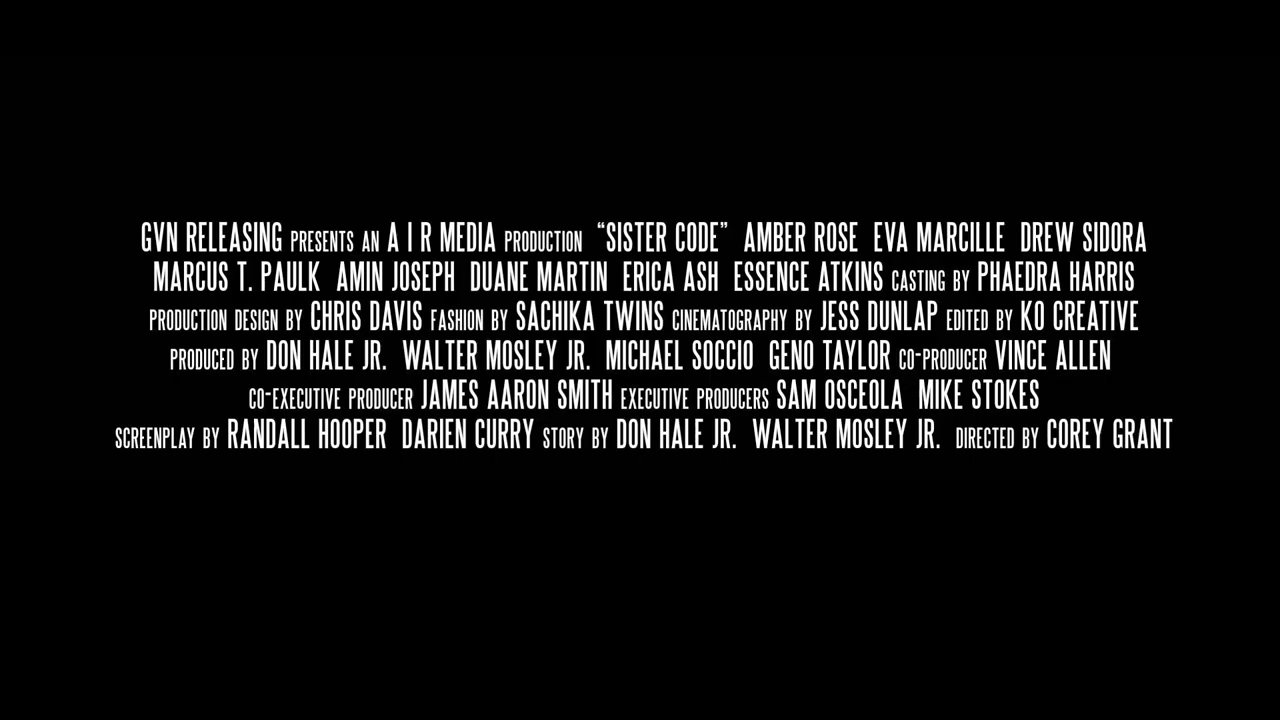 GVN RELEASING PRESENTS AN A I R MEDIA PRODUCTION “SISTER CODE” AMBER ROSE EVA MARCILLE DREW SIDORA
MARCUS T. PAULK AMIN JOSEPH DUANE MARTIN ERICA ASH ESSENCE ATKINS CASTING BY PHAEDRA HARRIS
PRODUCTION DESIGN BY CHRIS DAVIS FASHION BY SACHIKA TWINS CINEMATOGRAPHY BY JESS DUNLAP EDITED BY KO CREATIVE
PRODUCED BY DON HALE JR. WALTER MOSLEY JR. MICHAEL SOCCIO GENO TAYLOR CO-PRODUCER VINCE ALLEN
CO-EXECUTIVE PRODUCER JAMES AARON SMITH EXECUTIVE PRODUCERS SAM OSCEOLA MIKE STOKES
SCREENPLAY BY RANDALL HOOPER DARIEN CURRY STORY BY DON HALE JR. WALTER MOSLEY JR. DIRECTED BY COREY GRANT